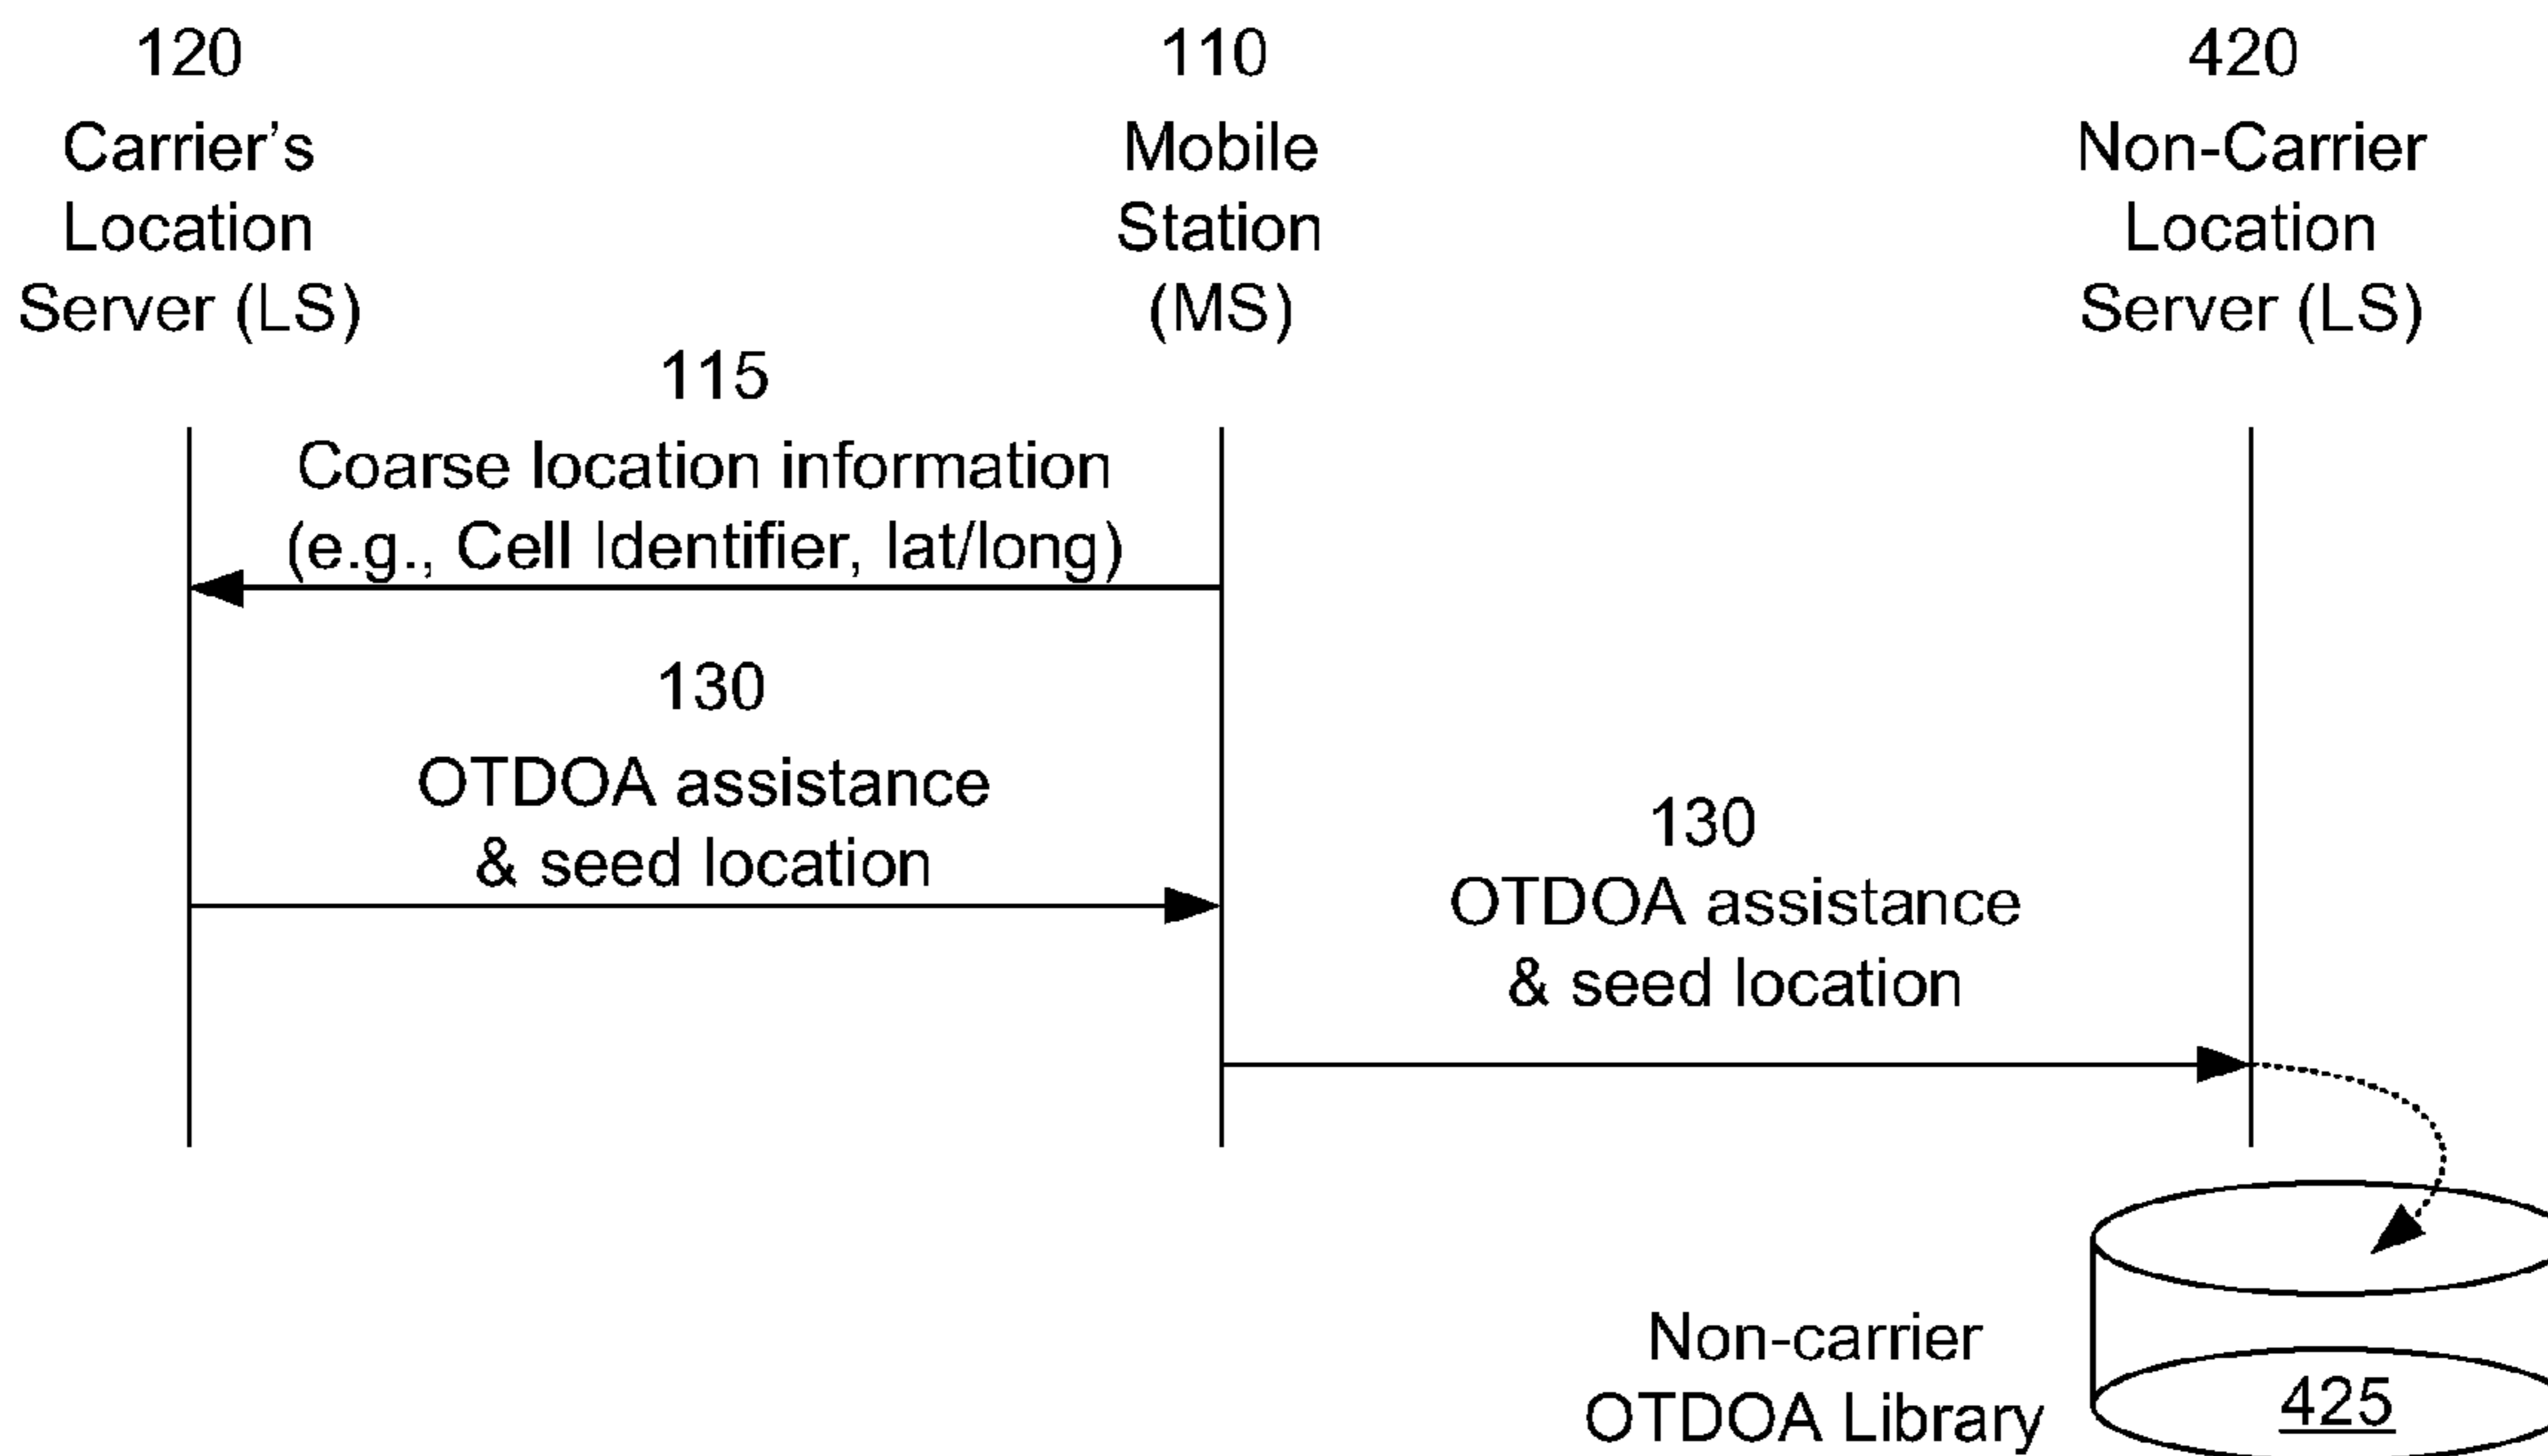 120
Carrier’s
Location
Server (LS)
110
Mobile
Station
(MS)
420
Non-Carrier
Location
Server (LS)
115
Coarse location information
(e.g., Cell Identifier, lat/long)
130
OTDOA assistance
& seed location
130
OTDOA assistance
& seed location
Non-carrier
OTDOA Library
425